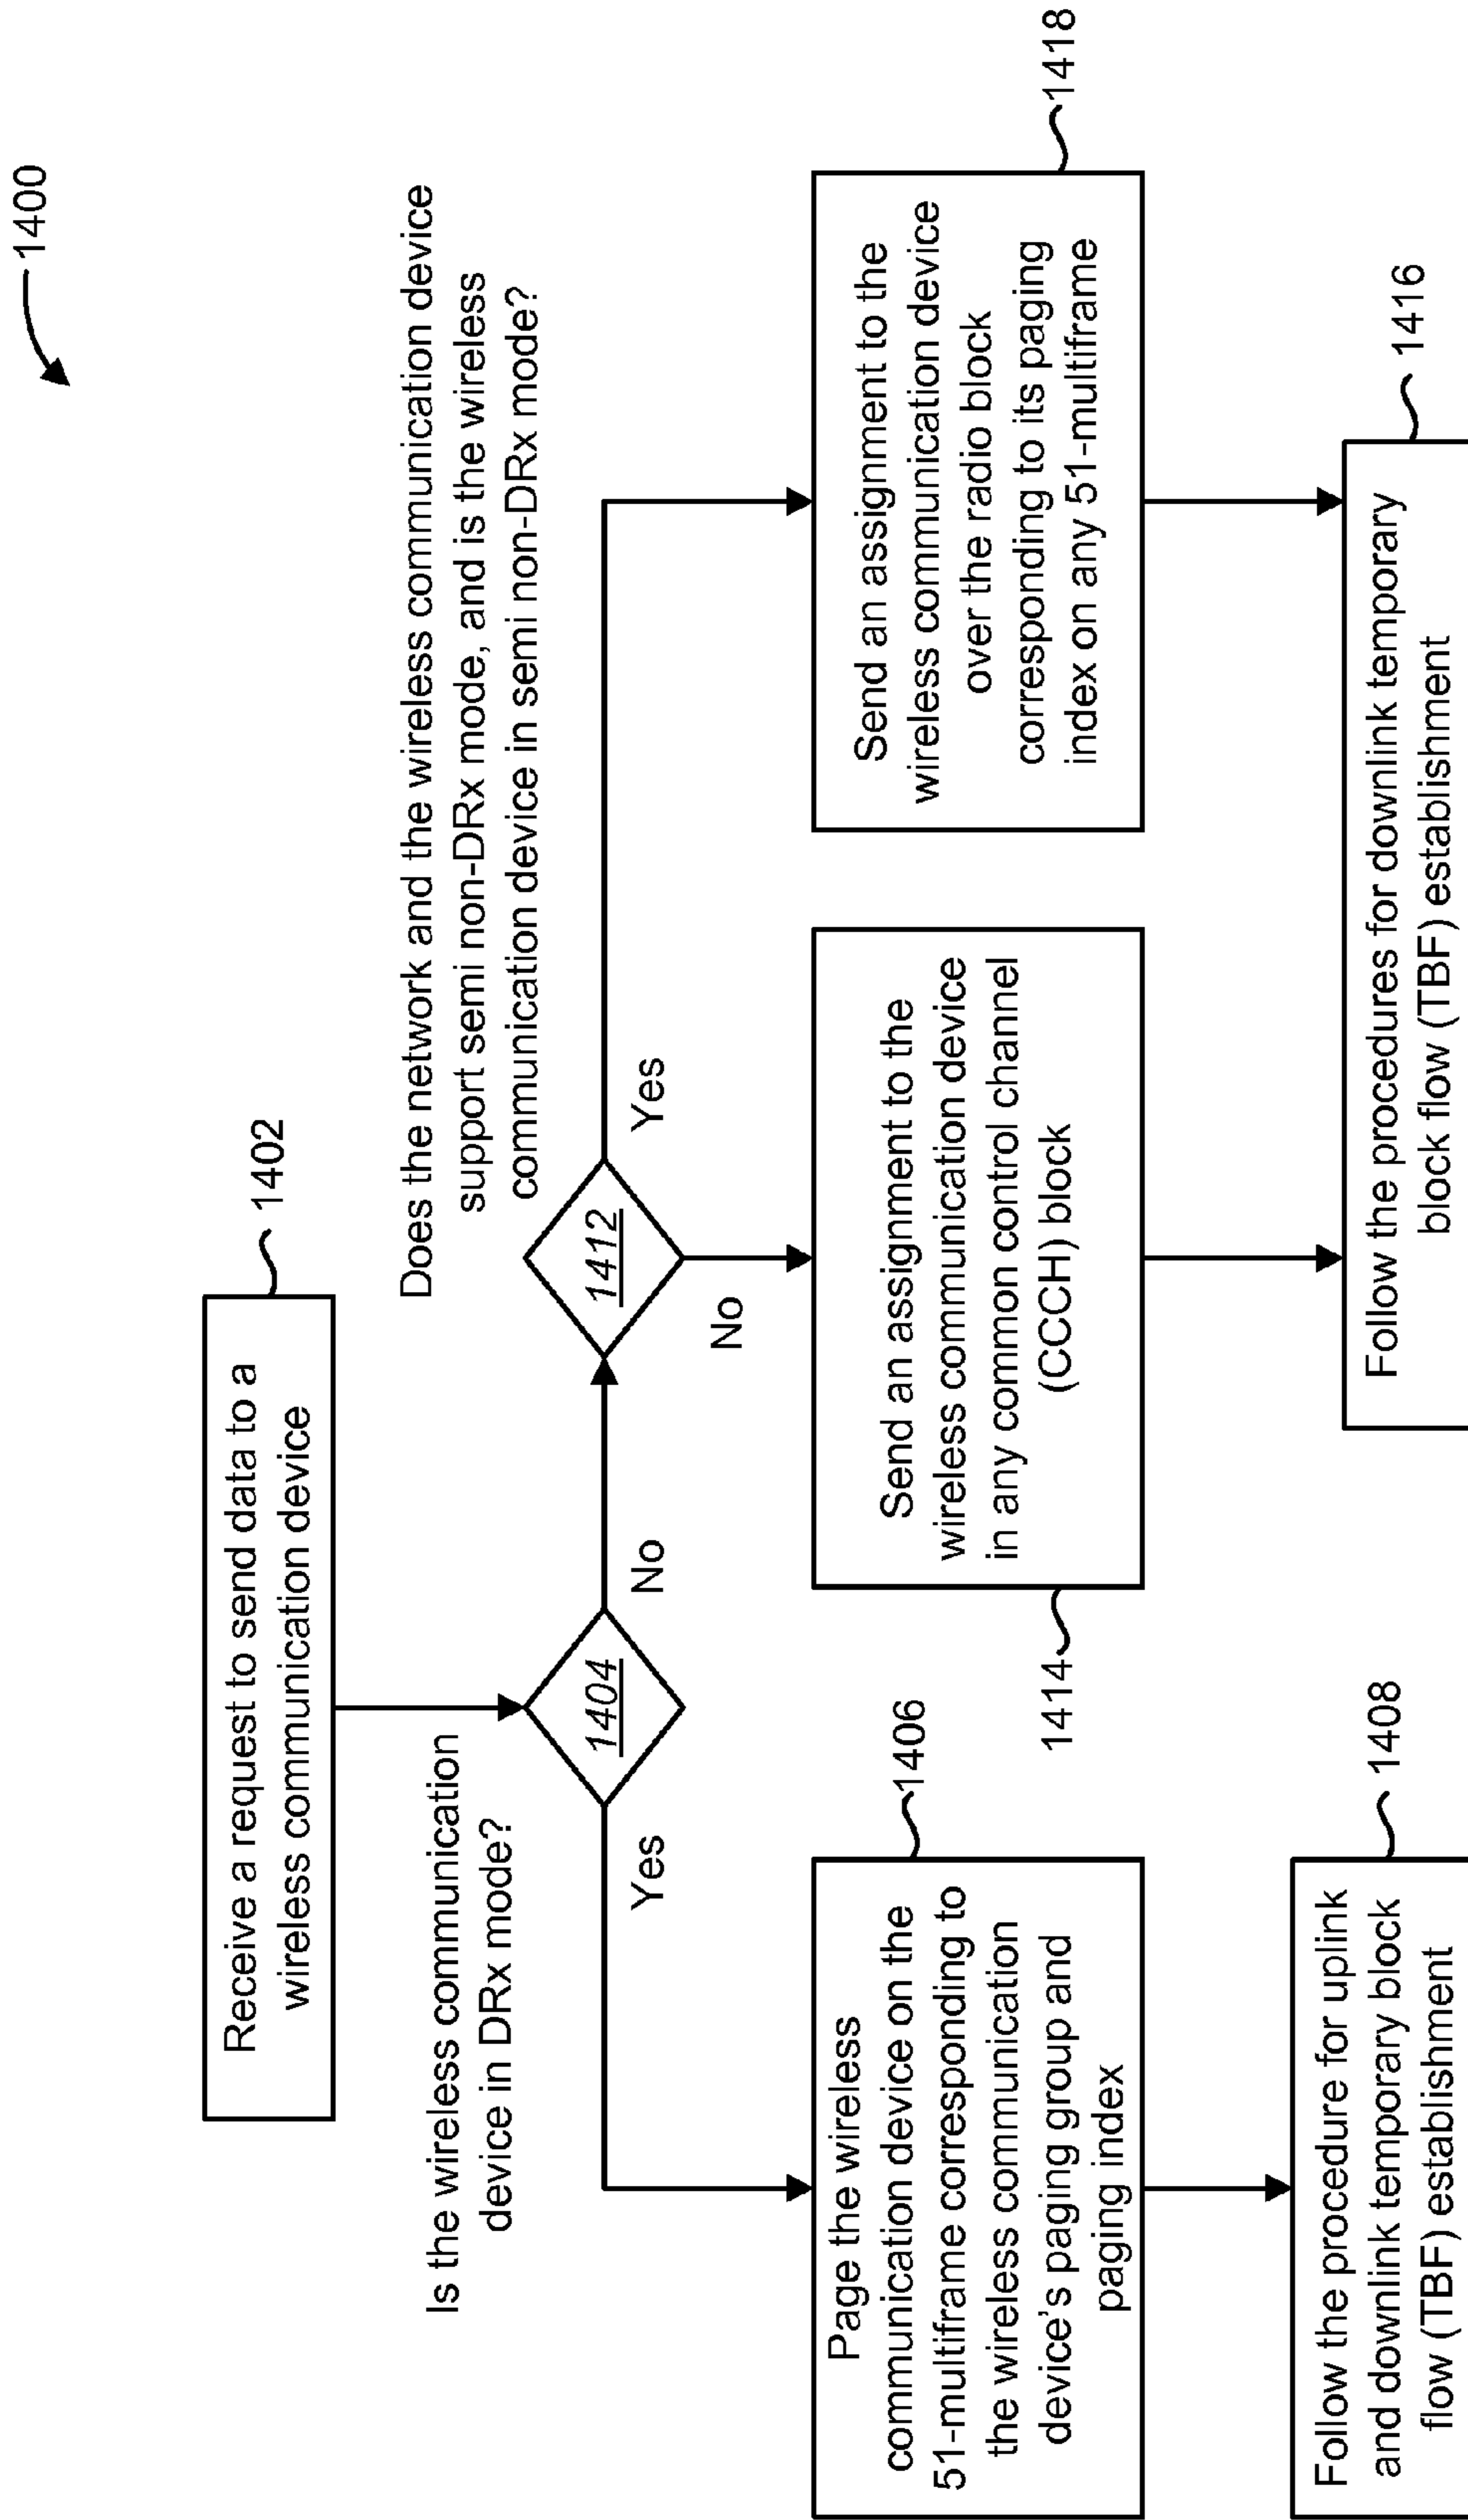 1400
Receive a request to send data to a
wireless communication device
1402
Is the wireless communication
device in DRx mode?
1404
Yes
No
Does the network and the wireless communication device
support semi non-DRx mode, and is the wireless
communication device in semi non-DRx mode?
1412
Yes
No
Page the wireless
communication device on the
51-multiframe corresponding to
the wireless communication
device's paging group and
paging index
1406
Send an assignment to the
wireless communication device
in any common control channel
(CCCH) block
1414
Send an assignment to the
wireless communication device
over the radio block
corresponding to its paging
index on any 51-multiframe
1418
Follow the procedure for uplink
and downlink temporary block
flow (TBF) establishment
1408
Follow the procedures for downlink temporary
block flow (TBF) establishment
1416